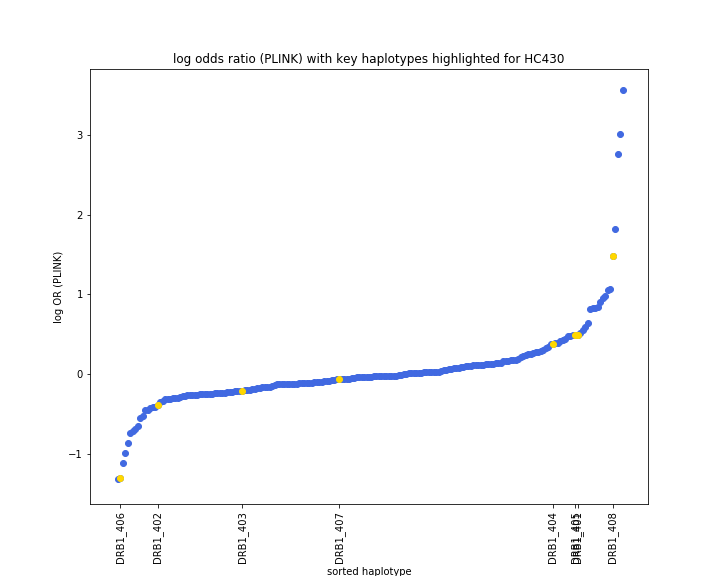 log odds ratio (PLINK) with key haplotypes highlighted for HC430
log OR (PLINK)
3
2
1
0
−1
DRB1_406
DRB1_402
DRB1_403
DRB1_407
DRB1_404
DRB1_408
sorted haplotype